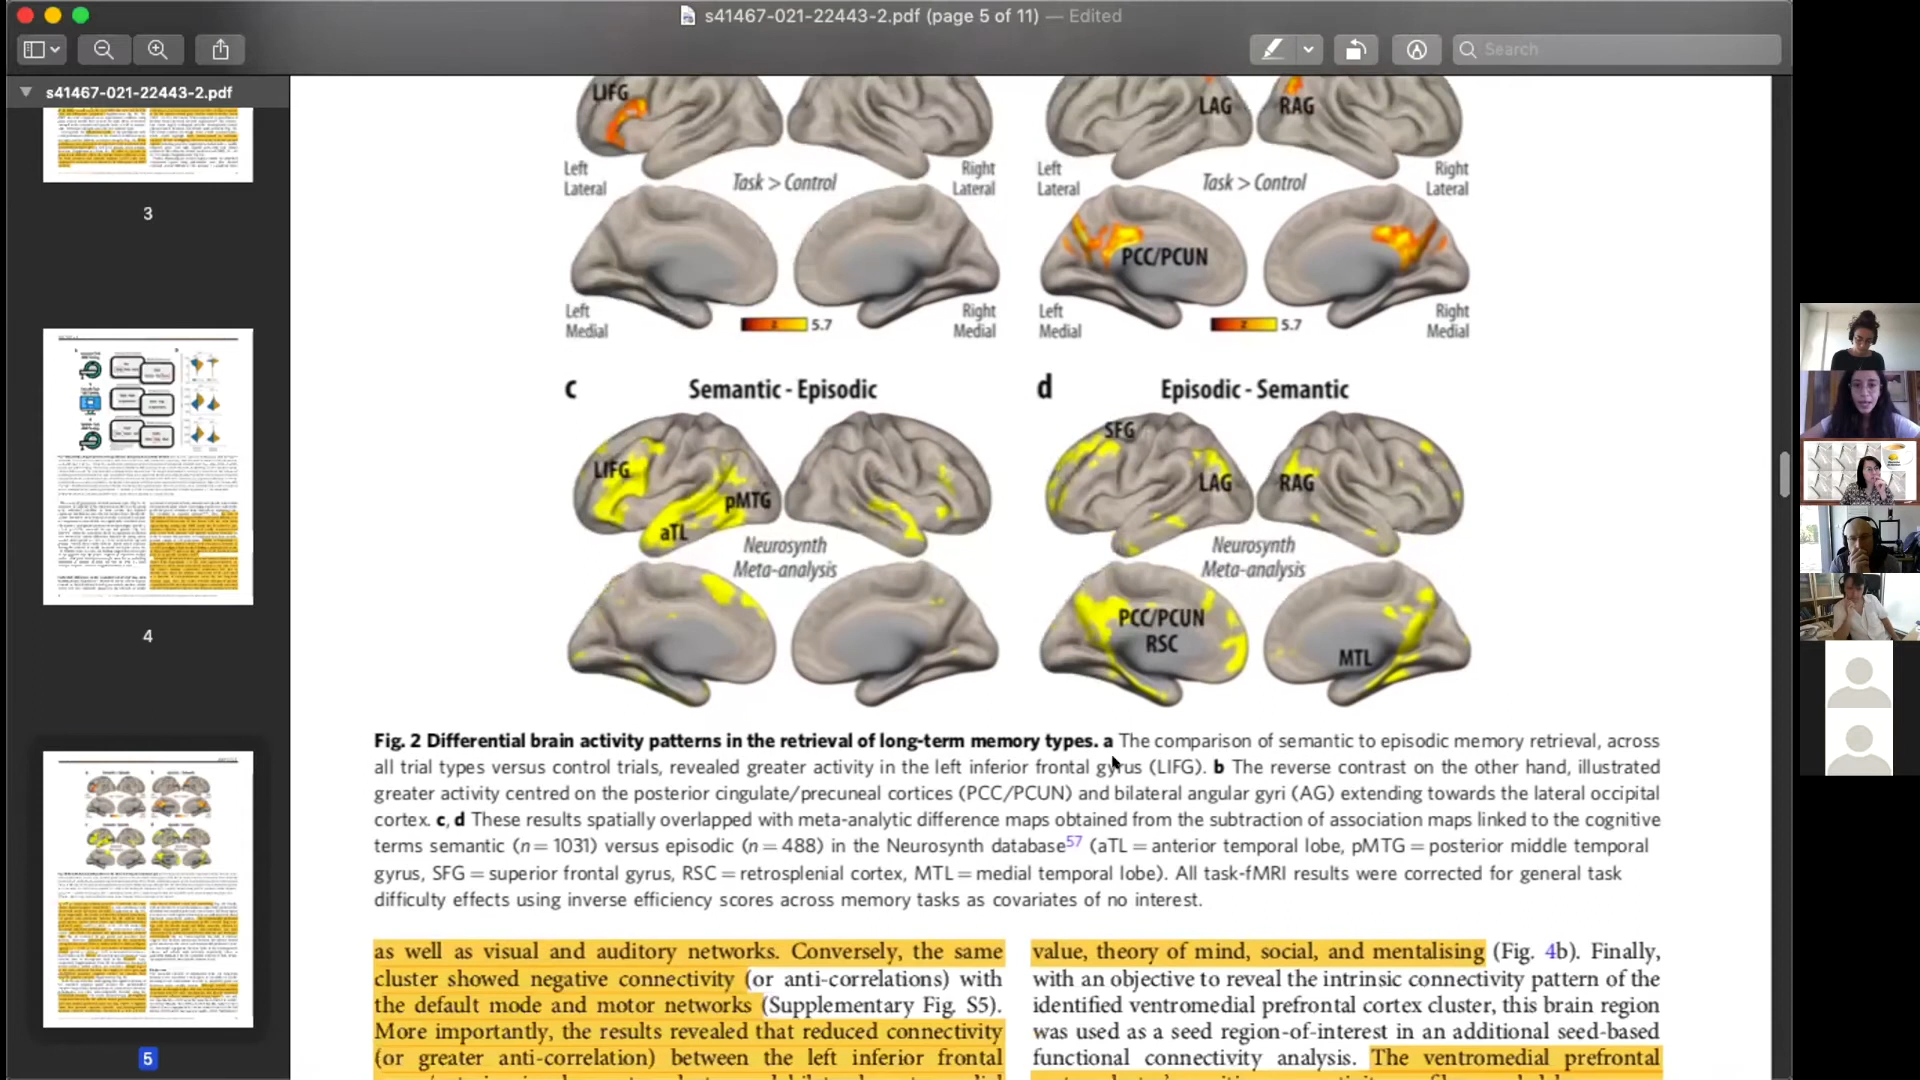 s41467-021-22443-2.pdf (page 5 of 11) — Edited
Search
s41467-021-22443-2.pdf
3
4
5
LIFG
LAG
RAG
Left
Lateral
Task > Control
Right
Lateral
Left
Lateral
Task > Control
Right
Lateral
PCC/PCUN
Left
Medial
z
5.7
Right
Medial
Left
Medial
z
5.7
Right
Medial
c
Semantic - Episodic
d
Episodic - Semantic
LIFG
pMTG
aTL
SFG
LAG
RAG
Neurosynth
Meta-analysis
Neurosynth
Meta-analysis
PCC/PCUN
RSC
MTL
Fig. 2 Differential brain activity patterns in the retrieval of long-term memory types. a The comparison of semantic to episodic memory retrieval, across
all trial types versus control trials, revealed greater activity in the left inferior frontal gyrus (LIFG). b The reverse contrast on the other hand, illustrated
greater activity centred on the posterior cingulate/precuneal cortices (PCC/PCUN) and bilateral angular gyri (AG) extending towards the lateral occipital
cortex. c, d These results spatially overlapped with meta-analytic difference maps obtained from the subtraction of association maps linked to the cognitive
terms semantic (n = 1031) versus episodic (n = 488) in the Neurosynth database57 (aTL = anterior temporal lobe, pMTG = posterior middle temporal
gyrus, SFG = superior frontal gyrus, RSC = retrosplenial cortex, MTL = medial temporal lobe). All task-fMRI results were corrected for general task
difficulty effects using inverse efficiency scores across memory tasks as covariates of no interest.
as well as visual and auditory networks. Conversely, the same
cluster showed negative connectivity (or anti-correlations) with
the default mode and motor networks (Supplementary Fig. S5).
More importantly, the results revealed that reduced connectivity
(or greater anti-correlation) between the left inferior frontal
value, theory of mind, social, and mentalising (Fig. 4b). Finally,
with an objective to reveal the intrinsic connectivity pattern of the
identified ventromedial prefrontal cortex cluster, this brain region
was used as a seed region-of-interest in an additional seed-based
functional connectivity analysis. The ventromedial prefrontal